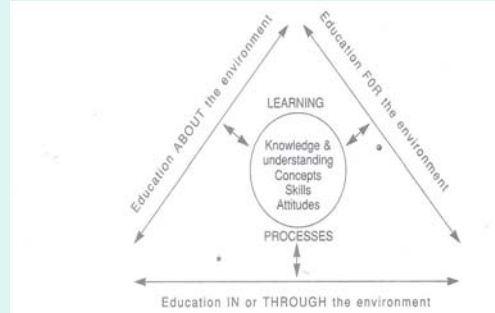 Education ABOUT the environment
Education FOR the environment
LEARNING
Knowledge &
understanding
Concepts
Skills
Attitudes
PROCESSES
Education IN or THROUGH the environment